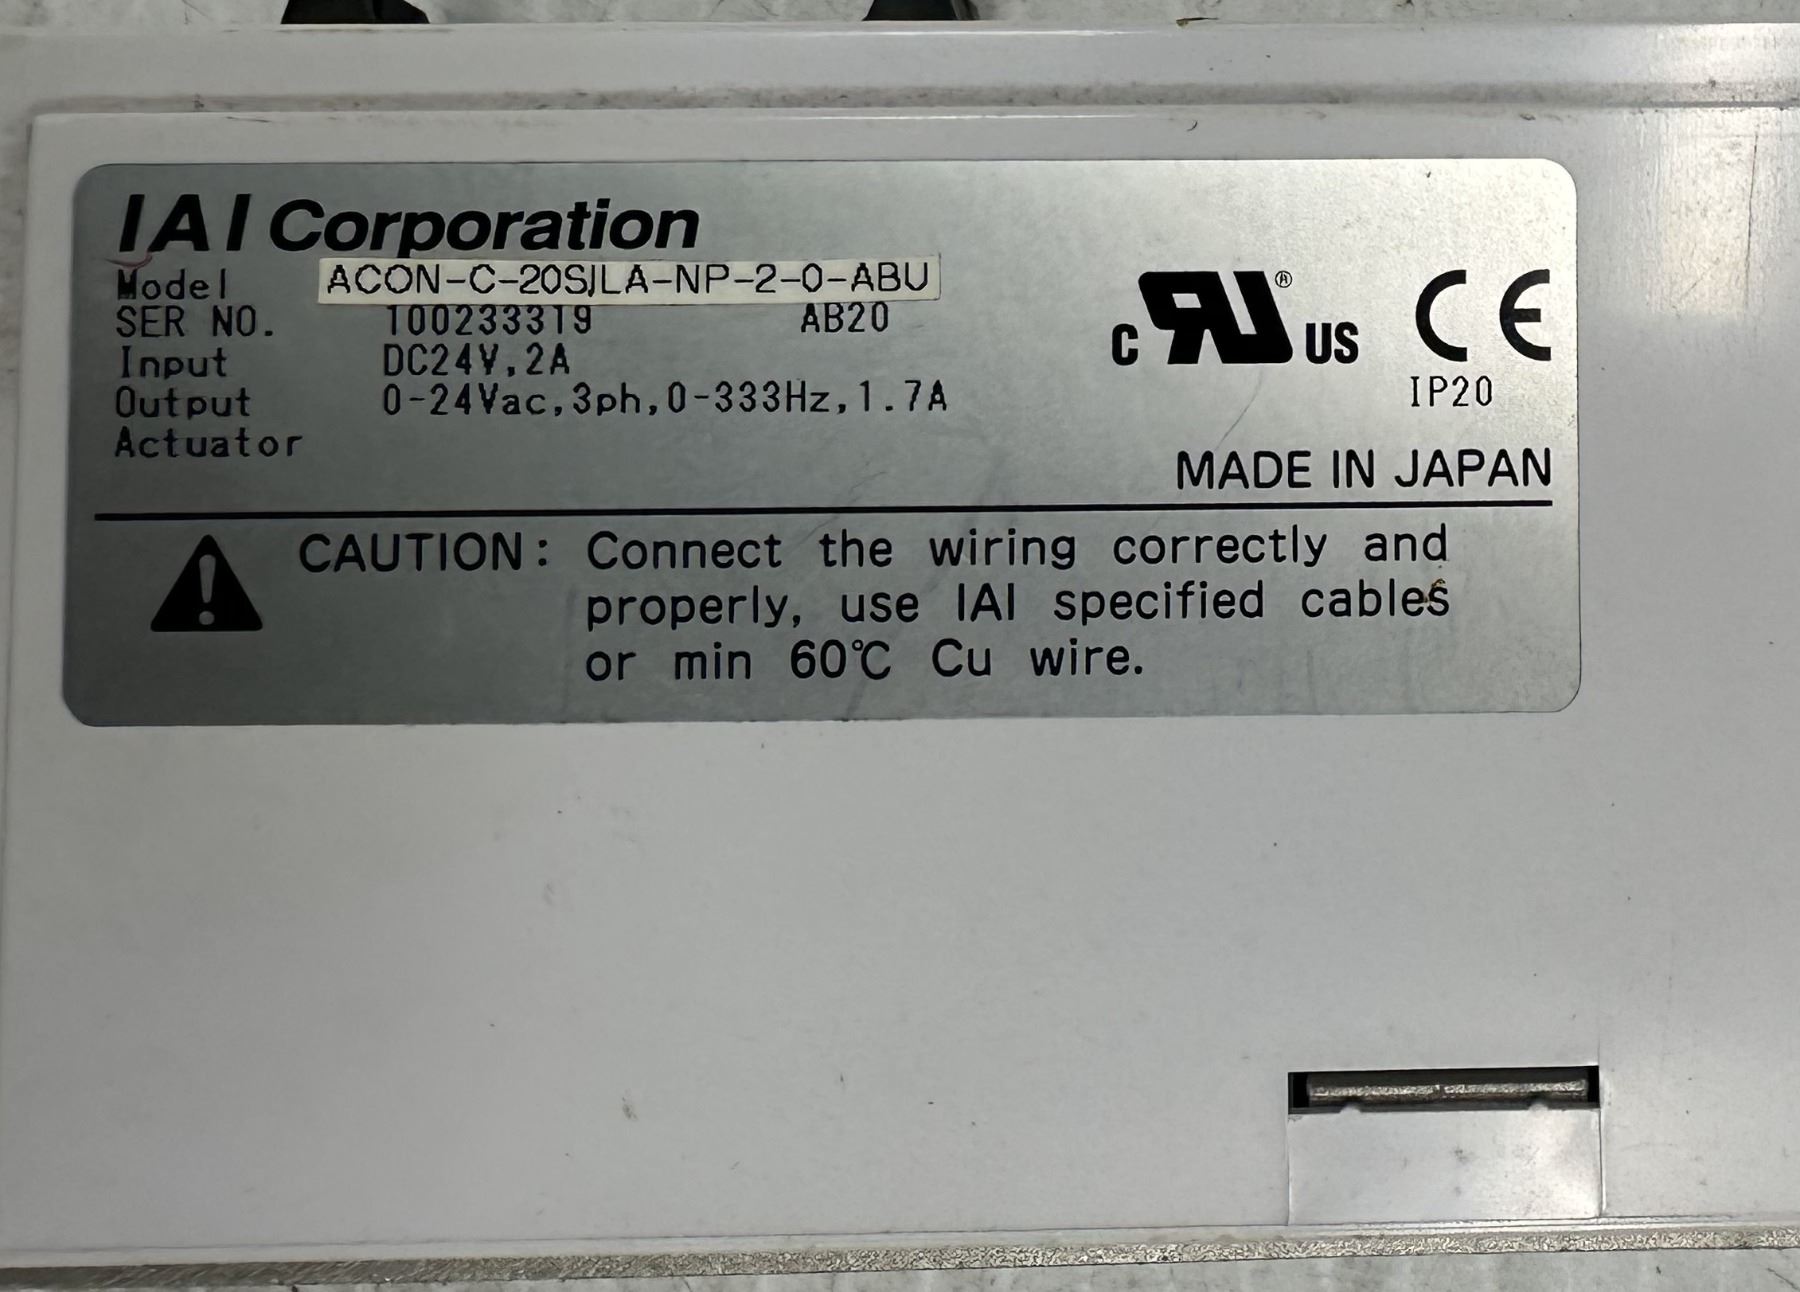 IAI Corporation
Model ACON-C-20SILA-NP-2-0-ABU
SER NO. 100233319 AB20
Input DC24V,2A
Output 0-24Vac,3ph,0-333Hz,1.7A
Actuator
c RU ® US CE
IP20
MADE IN JAPAN
CAUTION: Connect the wiring correctly and
properly, use IAI specified cables
or min 60℃ Cu wire.